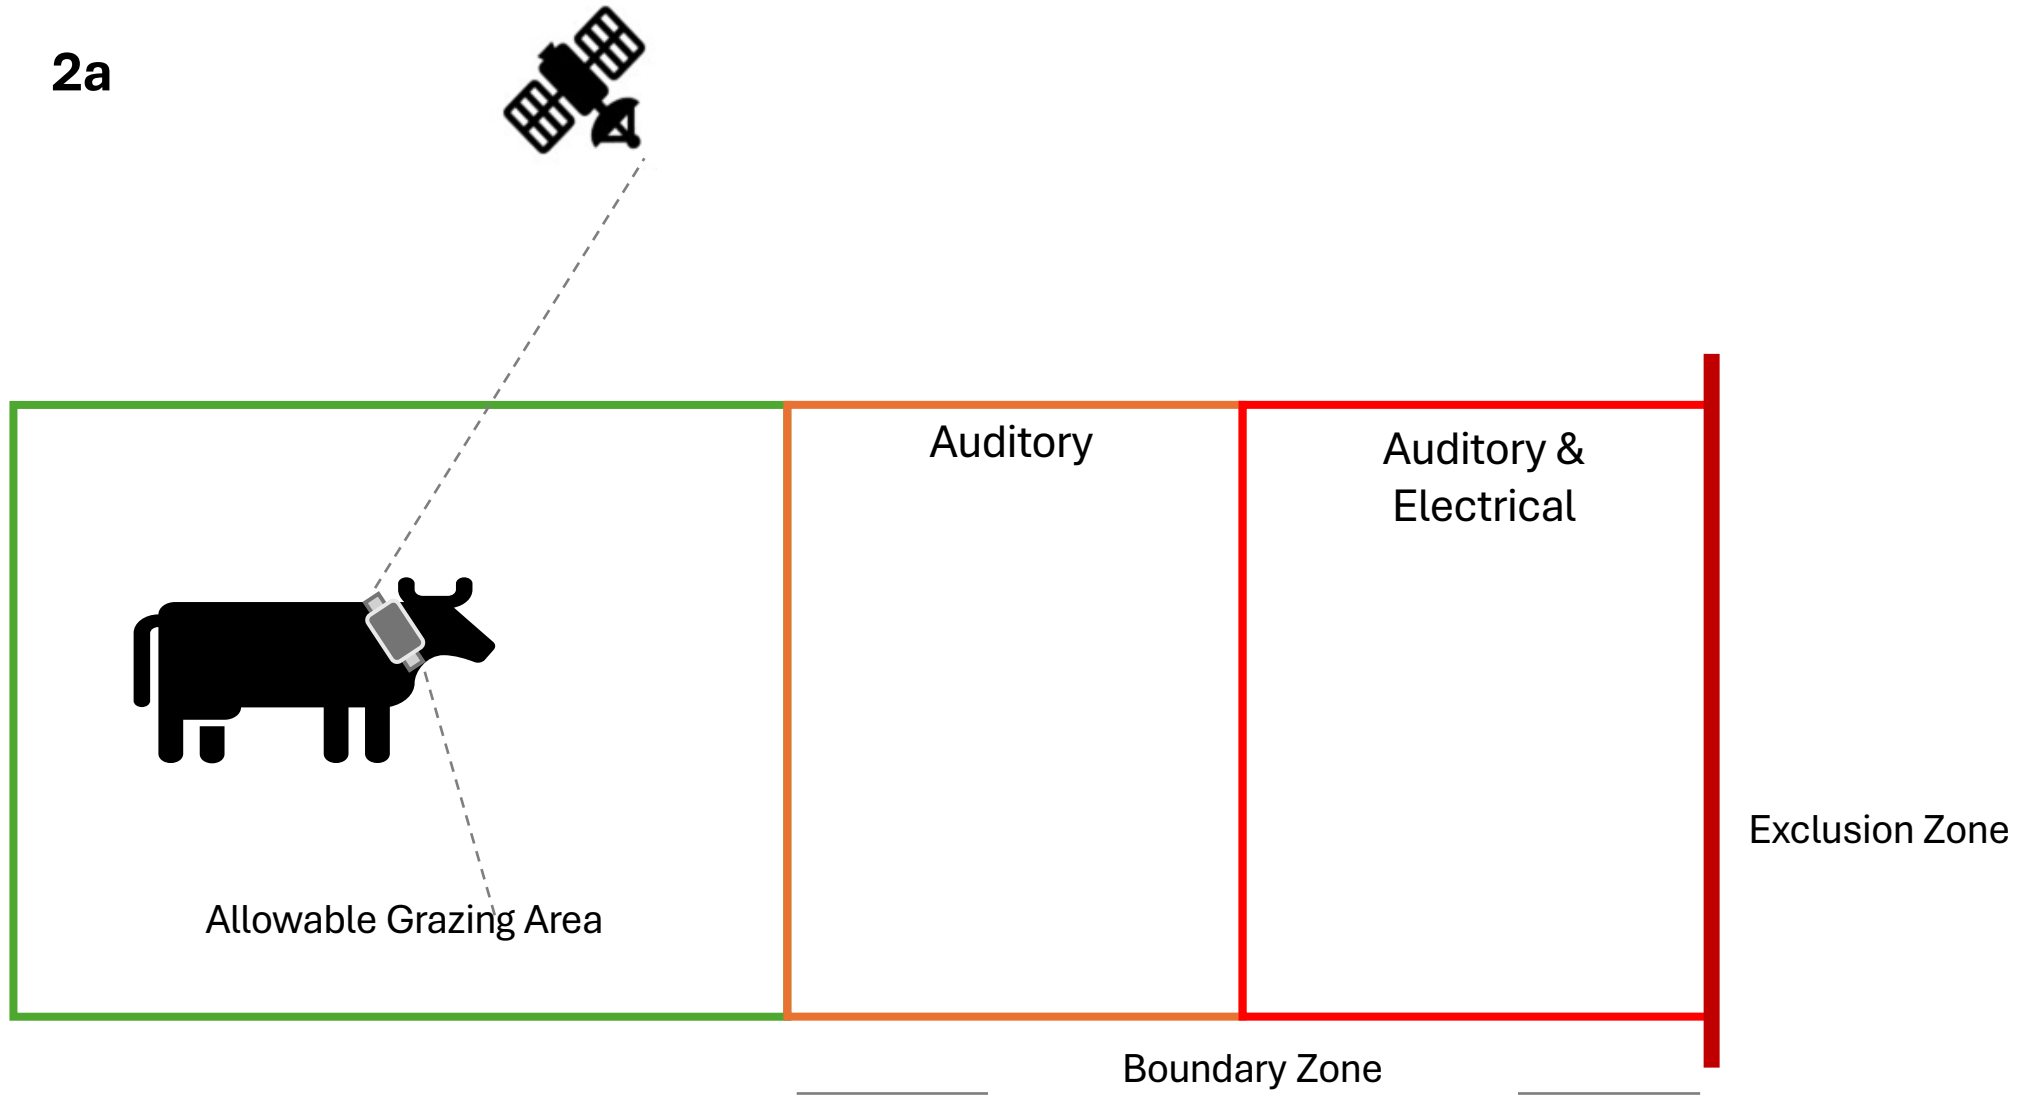 2a
Auditory
Auditory &
Electrical
Exclusion Zone
Allowable Grazing Area
Boundary Zone